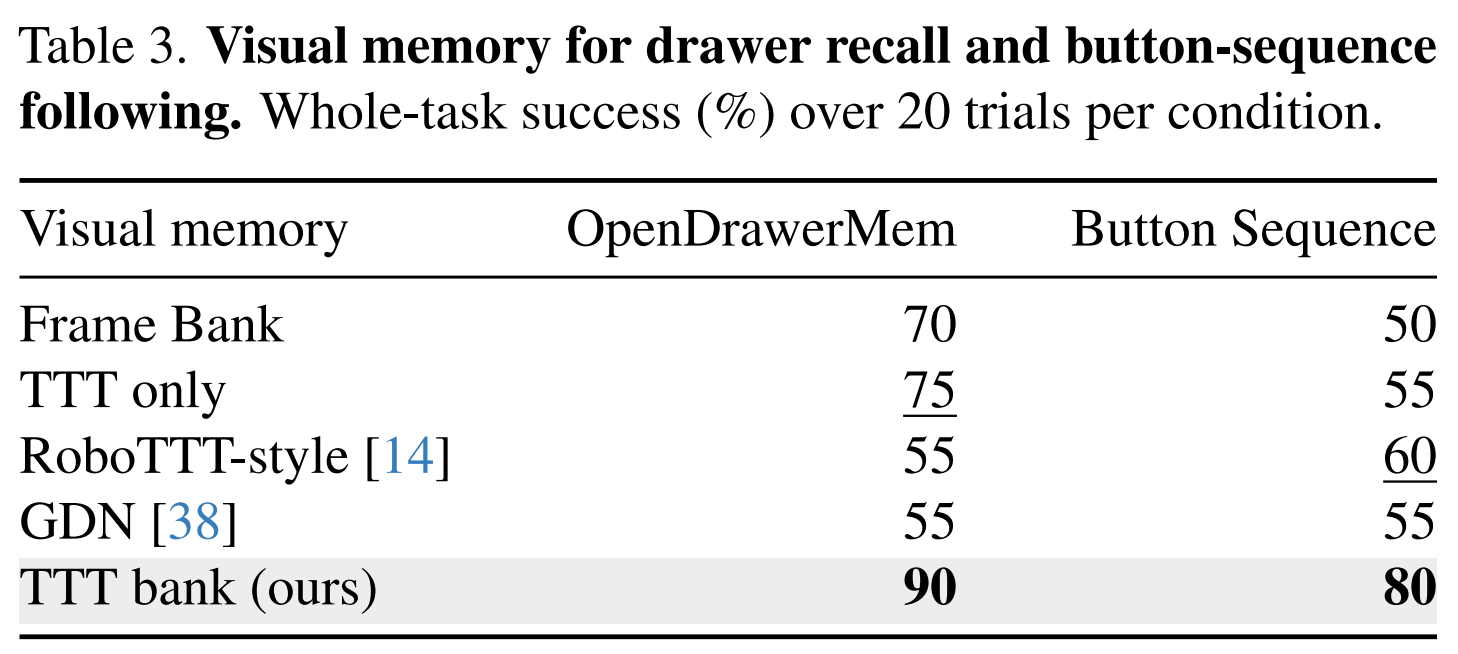 Table 3. Visual memory for drawer recall and button-sequence
following. Whole-task success (%) over 20 trials per condition.
Visual memory OpenDrawerMem Button Sequence
Frame Bank 70 50
TTT only 75 55
RoboTTT-style [14] 55 60
GDN [38] 55 55
TTT bank (ours) 90 80